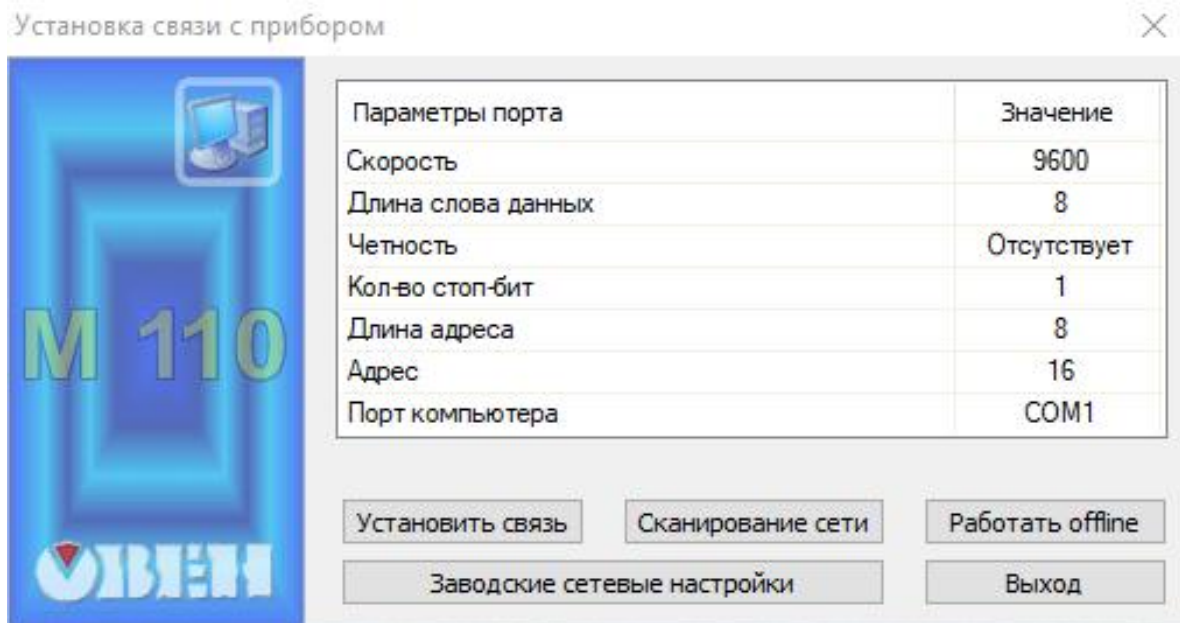 Установка связи с прибором
М 110
ОВЕН
Параметры порта Значение
Скорость 9600
Длина слова данных 8
Четность Отсутствует
Кол-во стоп-бит 1
Длина адреса 8
Адрес 16
Порт компьютера COM1
Установить связь Сканирование сети Работать offline
Заводские сетевые настройки Выход